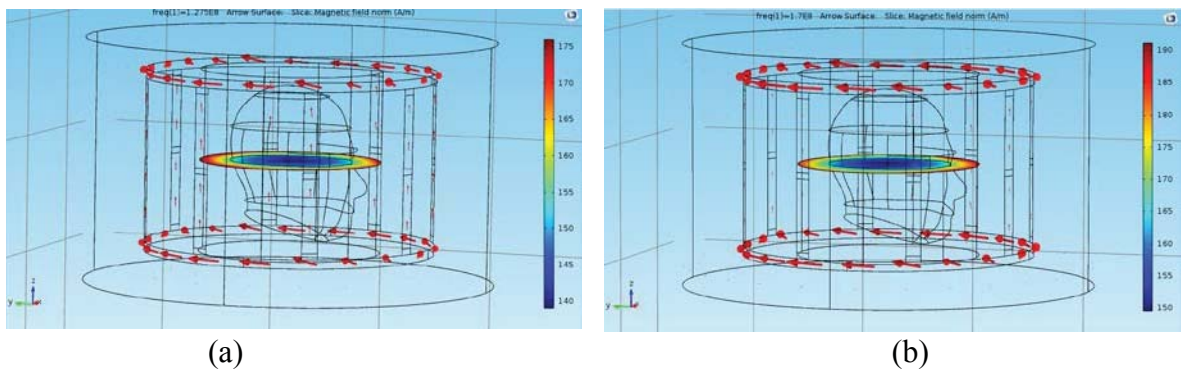 freq(1)=1.275E8 Arrow Surface: Slice: Magnetic field norm (A/m)
175
170
165
160
155
150
145
140
y
z
x
(a)
freq(1)=1.7E8 Arrow Surface: Slice: Magnetic field norm (A/m)
190
185
180
175
170
165
160
155
150
y
z
(b)